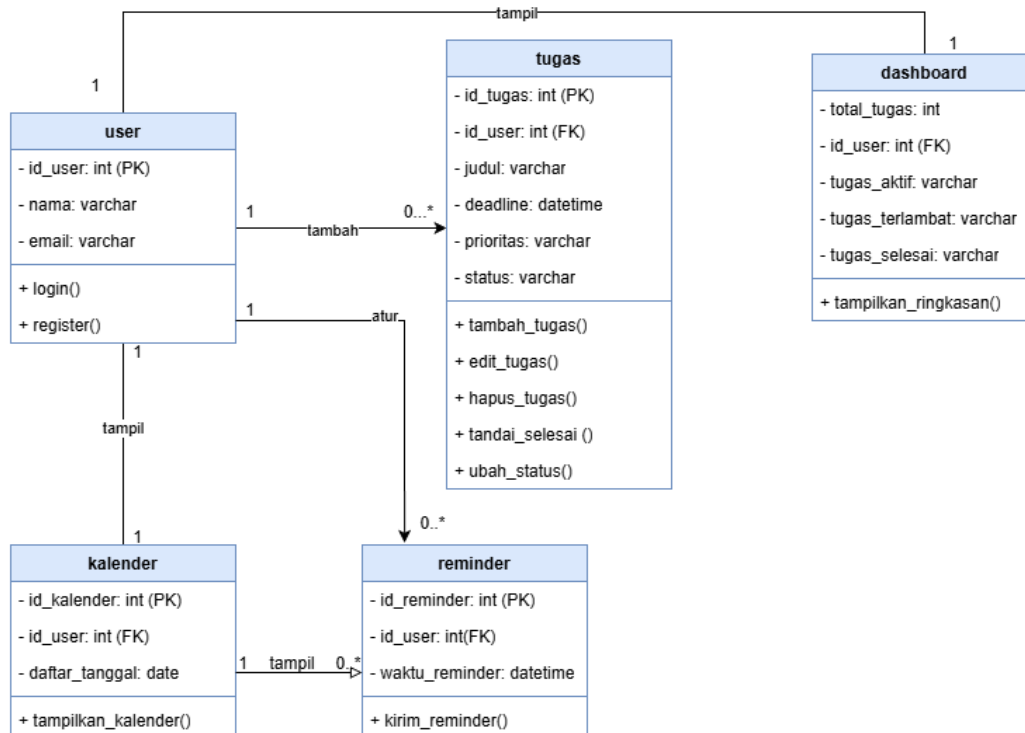 tampil
1
1
user
- id_user: int (PK)
- nama: varchar
- email: varchar
+ login()
+ register()
tugas
- id_tugas: int (PK)
- id_user: int (FK)
- judul: varchar
- deadline: datetime
- prioritas: varchar
- status: varchar
+ tambah_tugas()
+ edit_tugas()
+ hapus_tugas()
+ tandai_selesai ()
+ ubah_status()
dashboard
- total_tugas: int
- id_user: int (FK)
- tugas_aktif: varchar
- tugas_terlambat: varchar
- tugas_selesai: varchar
+ tampilkan_ringkasan()
1
tambah
0...*
1
atur
0..*
1
tampil
1
kalender
- id_kalender: int (PK)
- id_user: int (FK)
- daftar_tanggal: date
+ tampilkan_kalender()
1 tampil 0..*
reminder
- id_reminder: int (PK)
- id_user: int(FK)
- waktu_reminder: datetime
+ kirim_reminder()